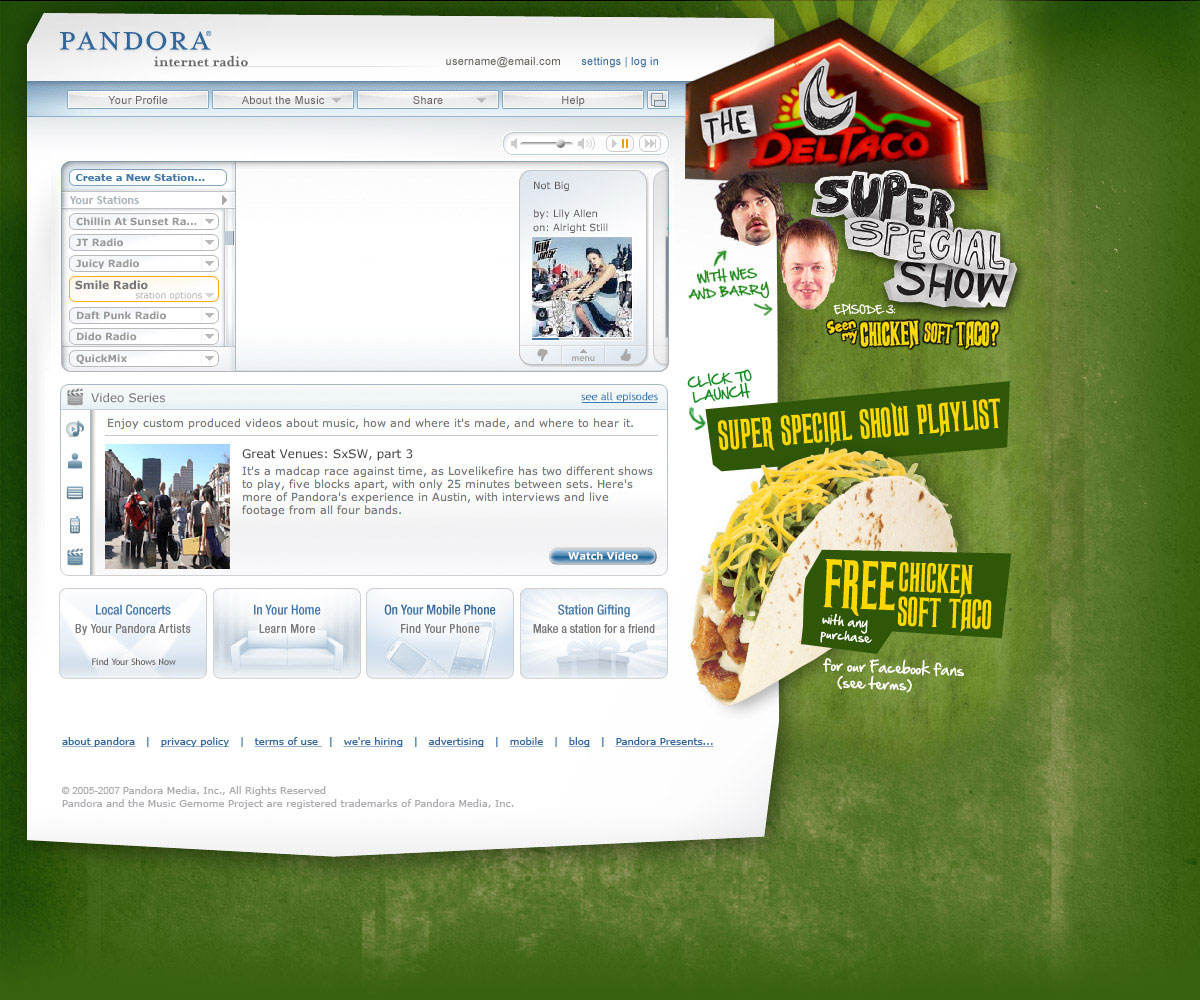 PANDORA®
internet radio
username@email.com settings | log in
Your Profile About the Music Share Help
Create a New Station...
Your Stations
Chillin At Sunset Ra...
JT Radio
Juicy Radio
Smile Radio
station options
Daft Punk Radio
Dido Radio
QuickMix
Not Big
by: Lily Allen
on: Alright Still
menu
Video Series see all episodes
Enjoy custom produced videos about music, how and where it's made, and where to hear it.
Great Venues: SxSW, part 3
It's a madcap race against time, as Lovelikefire has two different shows
to play, five blocks apart, with only 25 minutes between sets. Here's
more of Pandora's experience in Austin, with interviews and live
footage from all four bands.
Watch Video
Local Concerts
By Your Pandora Artists
Find Your Shows Now
In Your Home
Learn More
On Your Mobile Phone
Find Your Phone
Station Gifting
Make a station for a friend
about pandora | privacy policy | terms of use | we're hiring | advertising | mobile | blog | Pandora Presents...
© 2005-2007 Pandora Media, Inc., All Rights Reserved
Pandora and the Music Gemome Project are registered trademarks of Pandora Media, Inc.
THE
DEL TACO
SUPER
SPECIAL
SHOW
WITH WES
AND BARRY
EPISODE 3:
Seen my CHICKEN SOFT TACO?
CLICK TO
LAUNCH
SUPER SPECIAL SHOW PLAYLIST
FREE CHICKEN
SOFT TACO
with any
purchase
for our Facebook fans
(see terms)